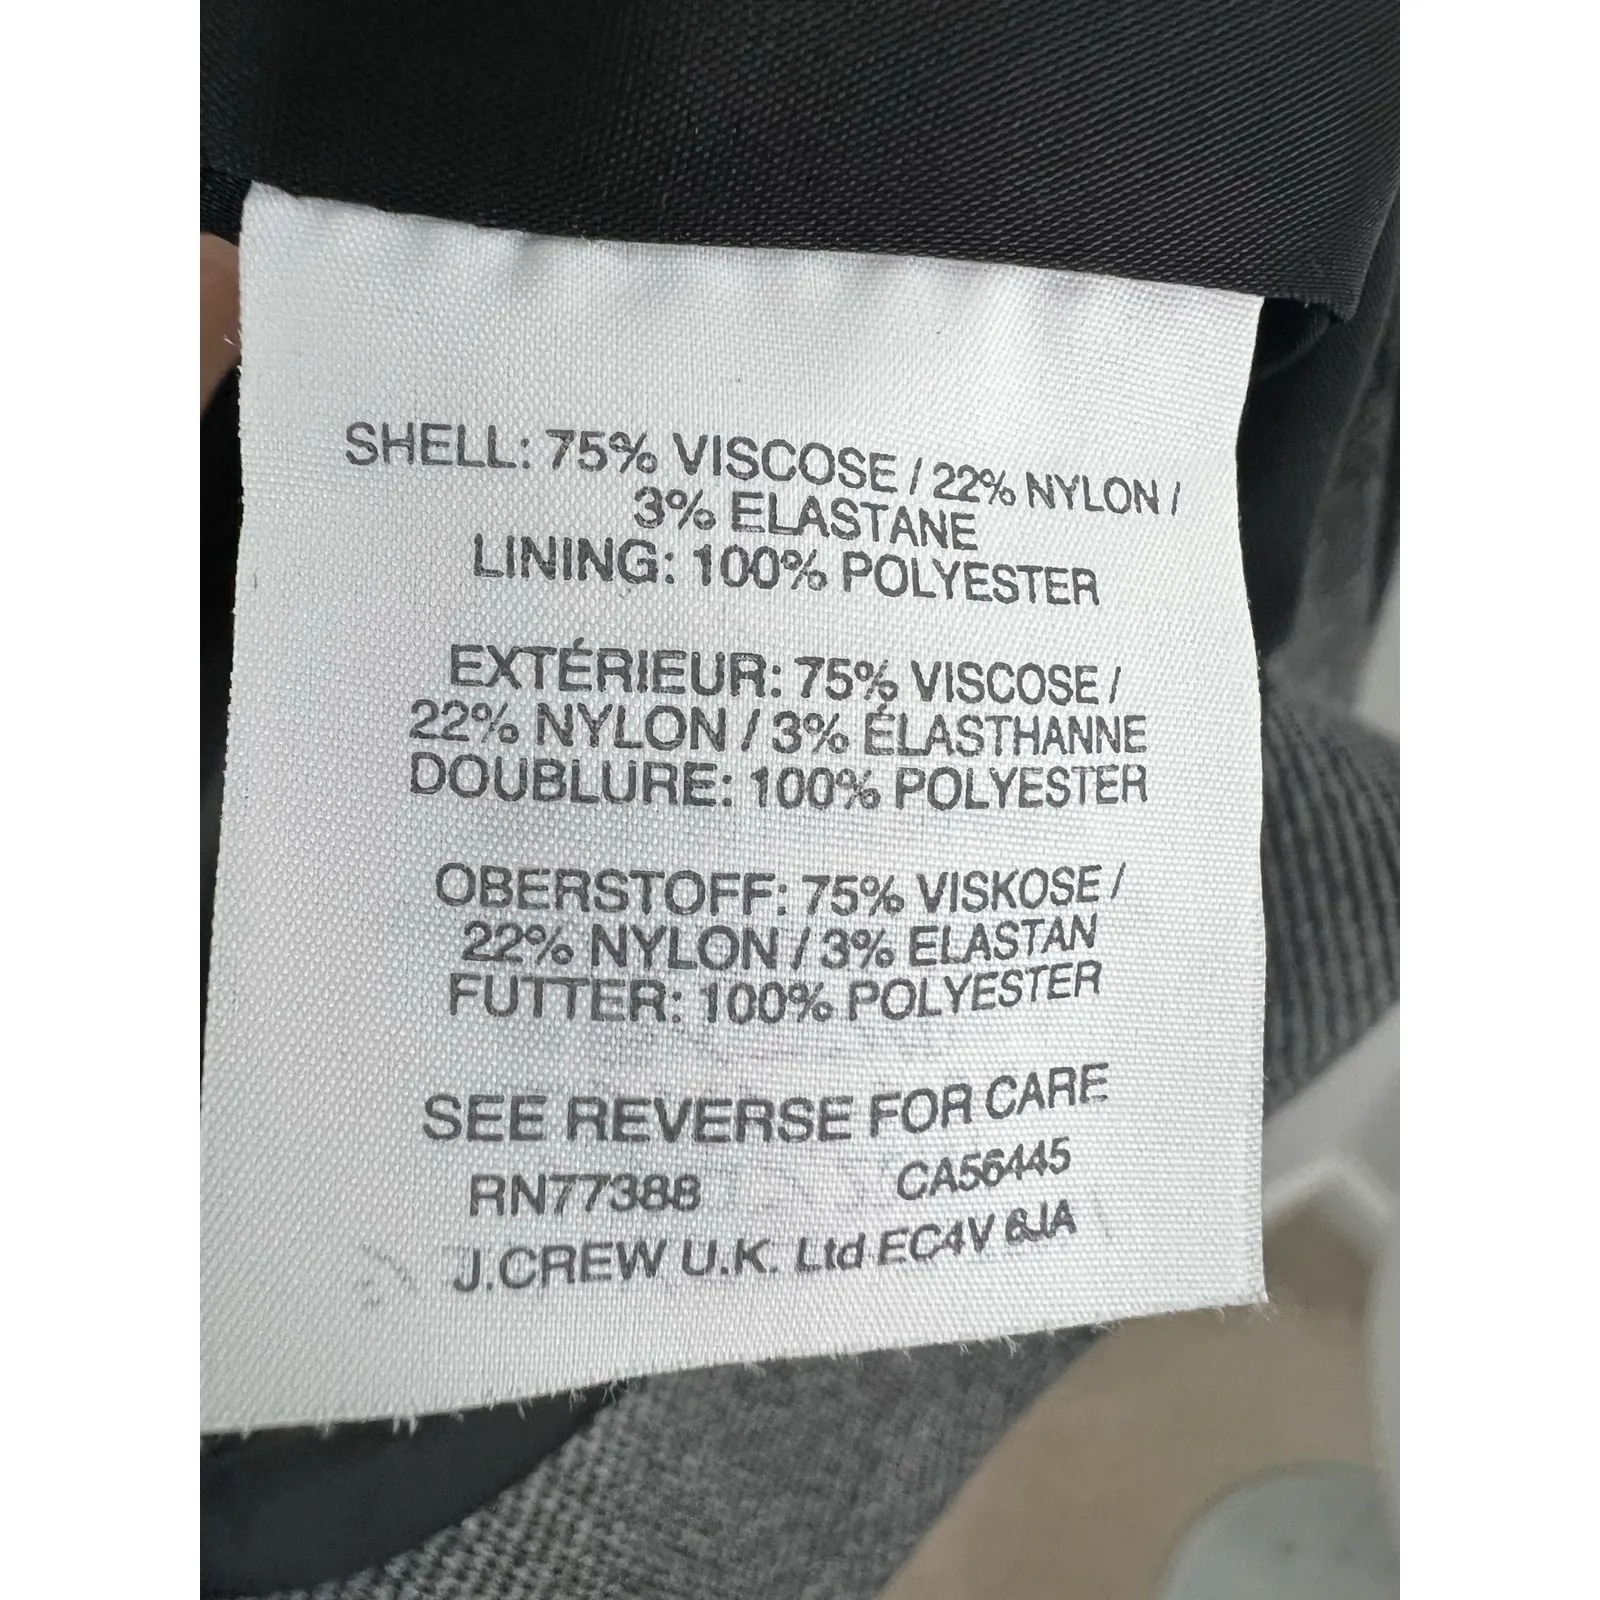 SHELL: 75% VISCOSE / 22% NYLON /
3% ELASTANE
LINING: 100% POLYESTER
EXTÉRIEUR: 75% VISCOSE /
22% NYLON / 3% ÉLASTHANNE
DOUBLURE: 100% POLYESTER
OBERSTOFF: 75% VISKOSE /
22% NYLON / 3% ELASTAN
FUTTER: 100% POLYESTER
SEE REVERSE FOR CARE
RN77388 CA56445
J.CREW U.K. Ltd EC4V 6JA